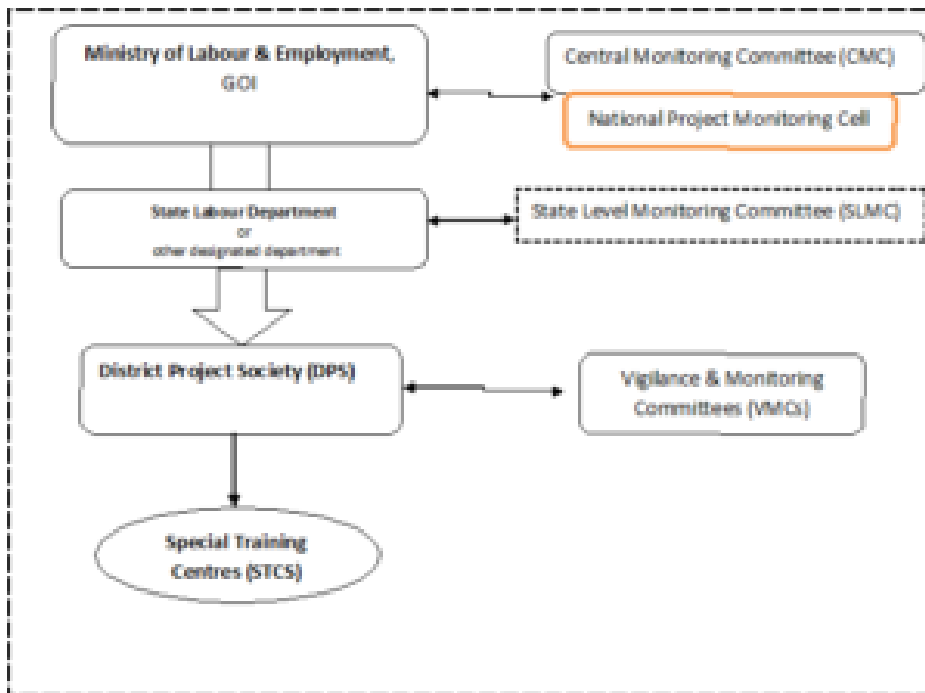 Ministry of Labour & Employment,
GOI
Central Monitoring Committee (CMC)
National Project Monitoring Cell
State Labour Department
or
other designated department
State Level Monitoring Committee (SLMC)
District Project Society (DPS)
Vigilance & Monitoring
Committees (VMCs)
Special Training
Centres (STCS)